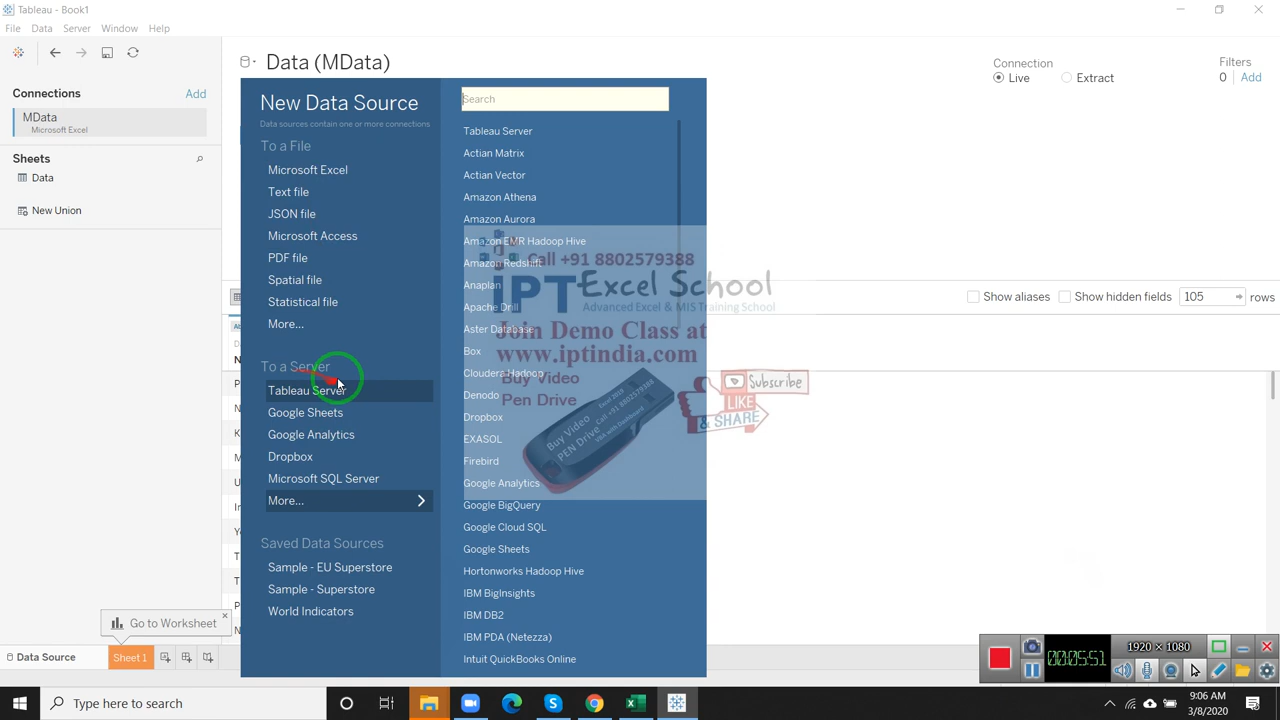 Tableau - Book1
File Data Server Window Help
Connections Add
MData
Microsoft Excel
Sheets
Data
New Union
Data (MData)
Connection
Live Extract
Filters
0 Add
New Data Source
Data sources contain one or more connections
To a File
Microsoft Excel
Text file
JSON file
Microsoft Access
PDF file
Spatial file
Statistical file
More...
To a Server
Tableau Server
Google Sheets
Google Analytics
Dropbox
Microsoft SQL Server
More...
Saved Data Sources
Sample - EU Superstore
Sample - Superstore
World Indicators
Search
Tableau Server
Actian Matrix
Actian Vector
Amazon Athena
Amazon Aurora
Amazon EMR Hadoop Hive
Amazon Redshift
Anaplan
Apache Drill
Aster Database
Box
Cloudera Hadoop
Denodo
Dropbox
EXASOL
Firebird
Google Analytics
Google BigQuery
Google Cloud SQL
Google Sheets
Hortonworks Hadoop Hive
IBM BigInsights
IBM DB2
IBM PDA (Netezza)
Intuit QuickBooks Online
Call +91 8802579388
iPT Excel School
Advanced Excel & MIS Training School
Join Demo Class at
www.iptindia.com
Buy Video
Pen Drive
Buy Video
PEN Drive
Call +91 8802579388
Subscribe
LIKE
& SHARE
Show aliases Show hidden fields 105 rows
Go to Worksheet
Data Source Sheet 1
00:05:51
1920 × 1080
Type here to search
9:06 AM
3/8/2020